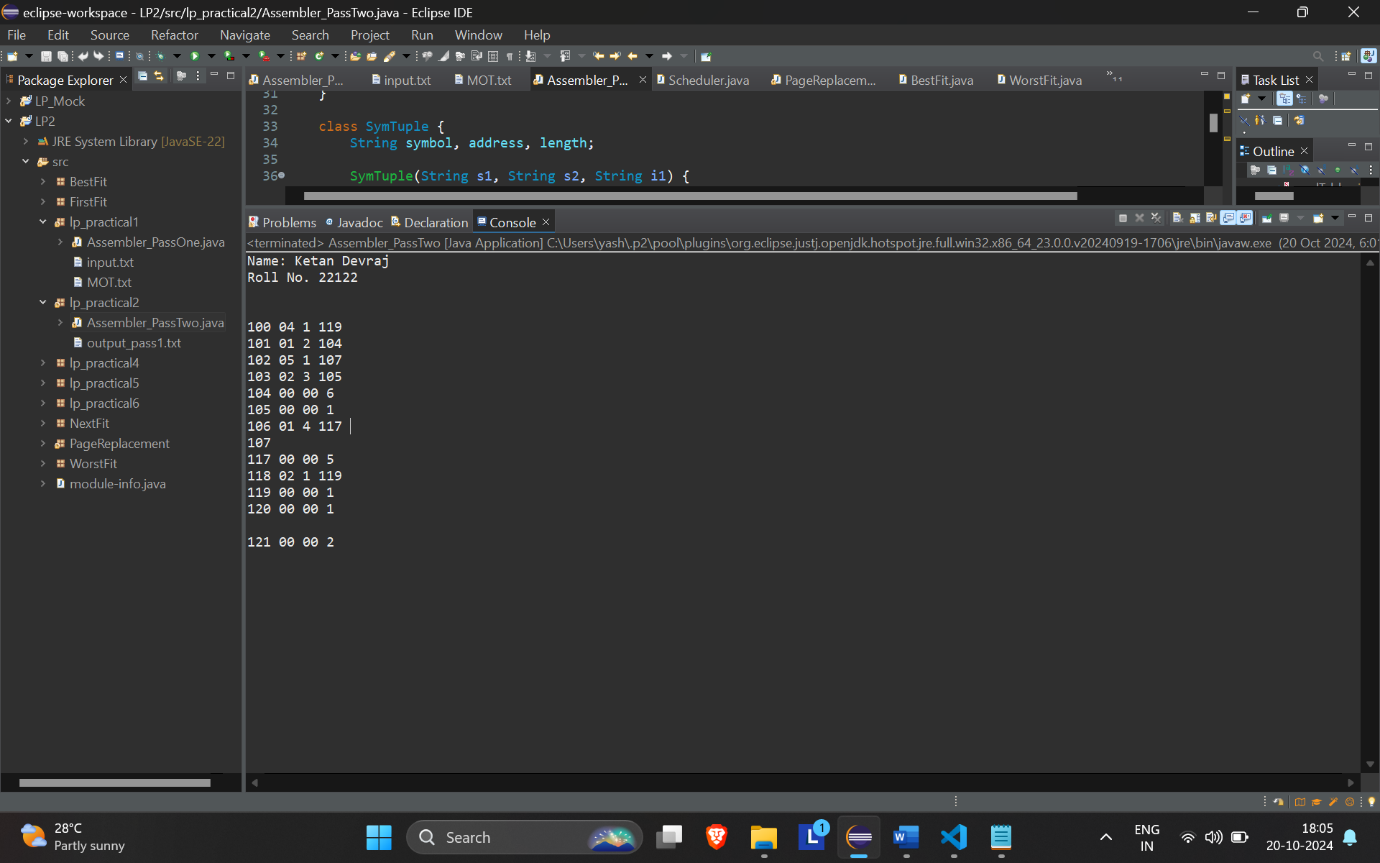 eclipse-workspace - LP2/src/lp_practical2/Assembler_PassTwo.java - Eclipse IDE
File Edit Source Refactor Navigate Search Project Run Window Help
Package Explorer
LP_Mock
LP2
JRE System Library [JavaSE-22]
src
BestFit
FirstFit
lp_practical1
Assembler_PassOne.java
input.txt
MOT.txt
lp_practical2
Assembler_PassTwo.java
output_pass1.txt
lp_practical4
lp_practical5
lp_practical6
NextFit
PageReplacement
WorstFit
module-info.java
Assembler_P... input.txt MOT.txt Assembler_P... Scheduler.java PageReplacem... BestFit.java WorstFit.java »11
31 }
32
33 class SymTuple {
34 String symbol, address, length;
35
36 SymTuple(String s1, String s2, String i1) {
Task List
Outline
Problems Javadoc Declaration Console
<terminated> Assembler_PassTwo [Java Application] C:\Users\yash\.p2\pool\plugins\org.eclipse.justj.openjdk.hotspot.jre.full.win32.x86_64_23.0.0.v20240919-1706\jre\bin\javaw.exe (20 Oct 2024, 6:01
Name: Ketan Devraj
Roll No. 22122
100 04 1 119
101 01 2 104
102 05 1 107
103 02 3 105
104 00 00 6
105 00 00 1
106 01 4 117
107
117 00 00 5
118 02 1 119
119 00 00 1
120 00 00 1
121 00 00 2
28°C
Partly sunny
Search
L 1
W
ENG
IN
18:05
20-10-2024